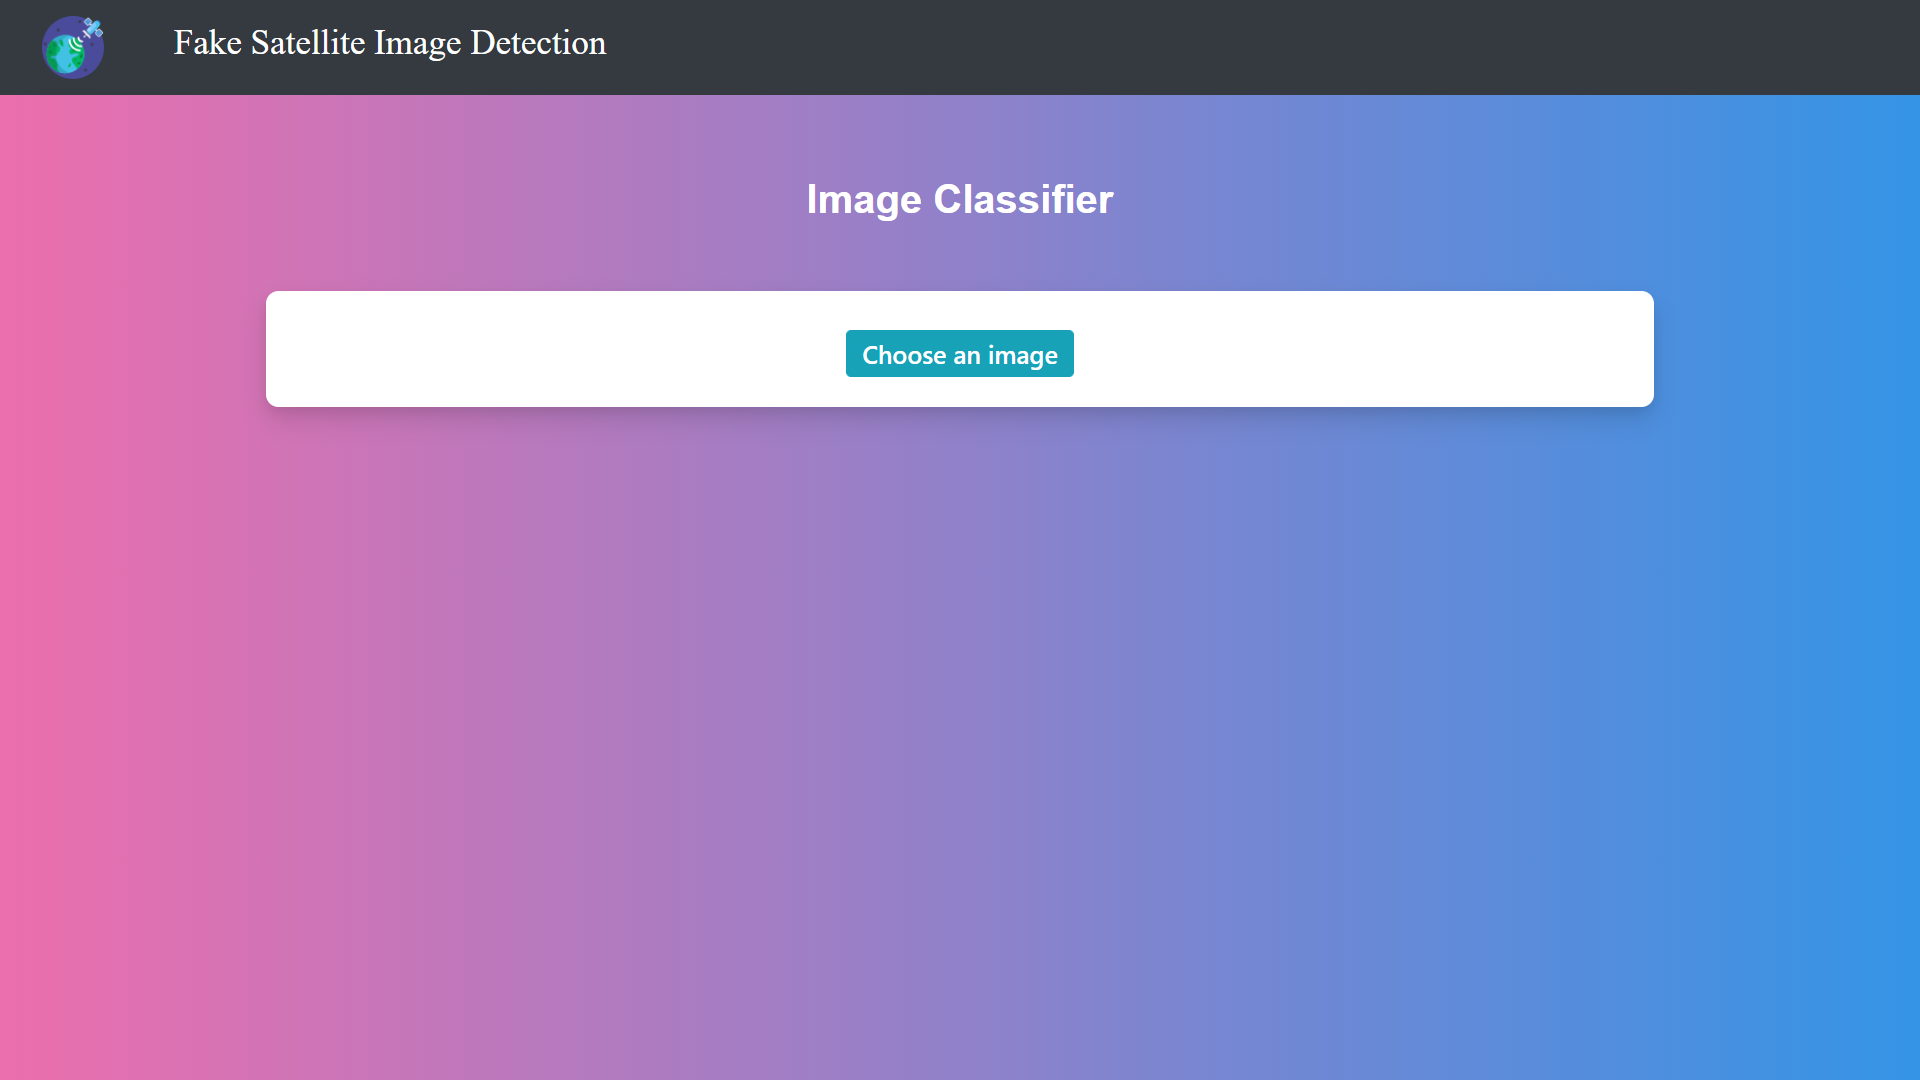 Fake Satellite Image Detection
Image Classifier
Choose an image